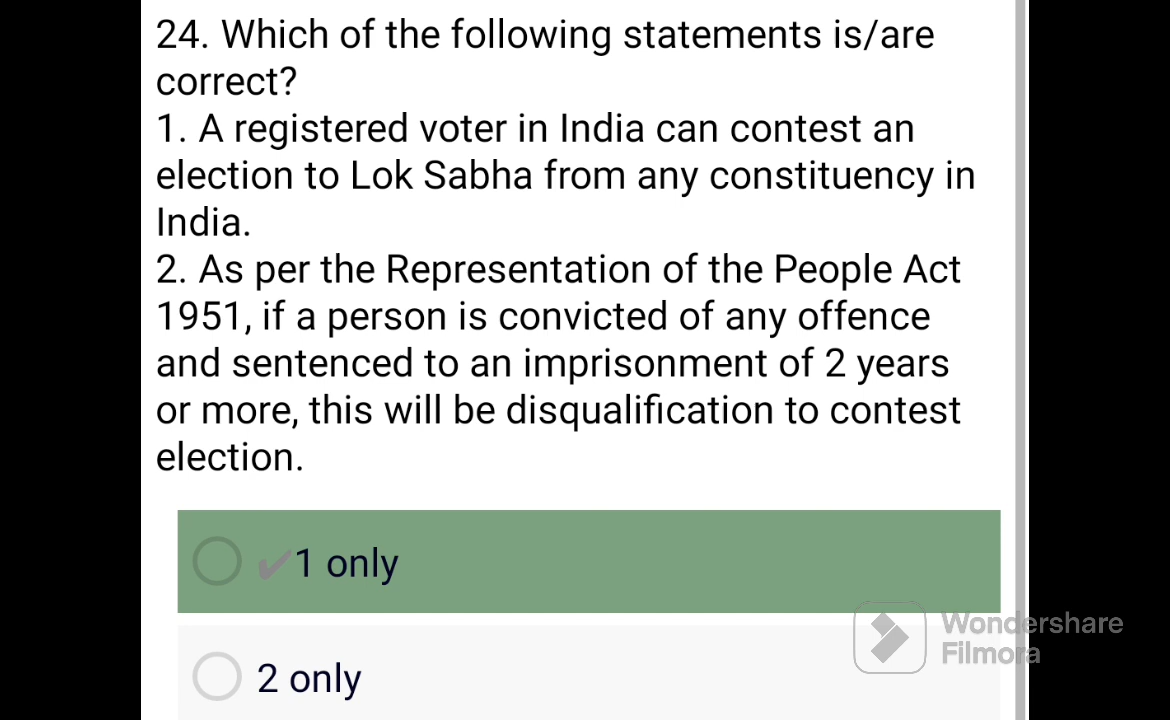 24. Which of the following statements is/are
correct?
1. A registered voter in India can contest an
election to Lok Sabha from any constituency in
India.
2. As per the Representation of the People Act
1951, if a person is convicted of any offence
and sentenced to an imprisonment of 2 years
or more, this will be disqualification to contest
election.
✔1 only
2 only
Wondershare
Filmora